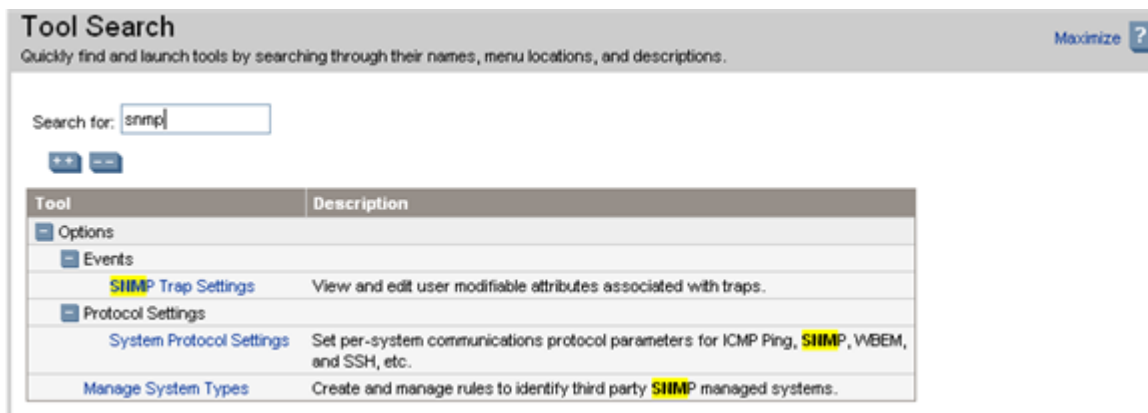 Tool Search
Quickly find and launch tools by searching through their names, menu locations, and descriptions.
Maximize ?
Search for: snmp
++ --
Tool Description
Options
Events
SNMP Trap Settings View and edit user modifiable attributes associated with traps.
Protocol Settings
System Protocol Settings Set per-system communications protocol parameters for ICMP Ping, SNMP, WBEM,
and SSH, etc.
Manage System Types Create and manage rules to identify third party SNMP managed systems.